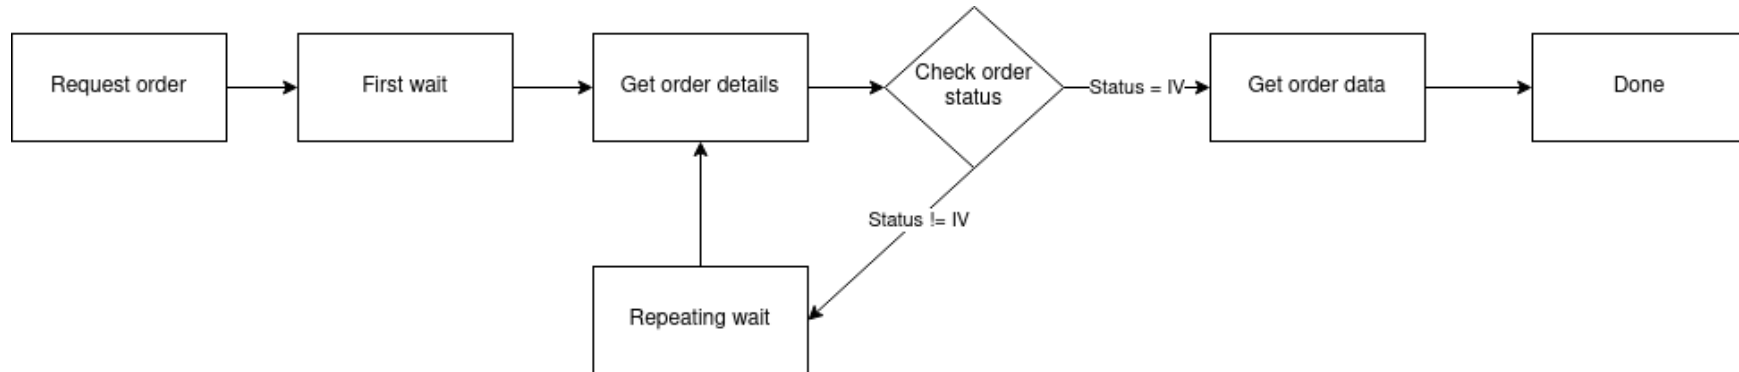 Request order
First wait
Get order details
Check order
status
Status = IV
Get order data
Done
Status != IV
Repeating wait